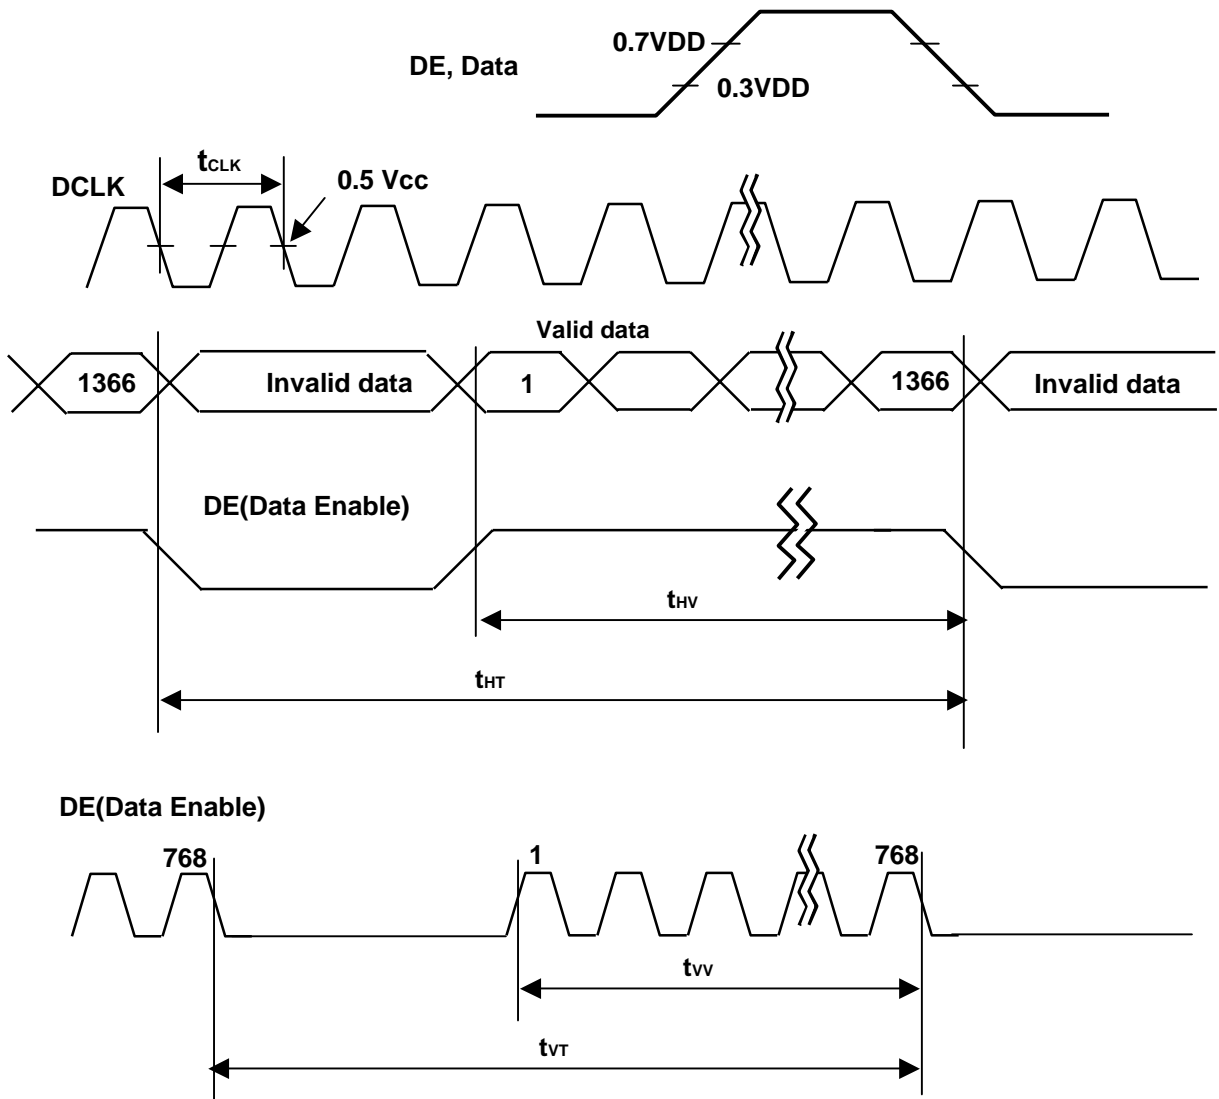 0.7VDD
DE, Data
0.3VDD
tCLK
DCLK
0.5 Vcc
Valid data
1366 Invalid data 1 1366 Invalid data
DE(Data Enable)
tHV
tHT
DE(Data Enable)
768 1 768
tVV
tVT